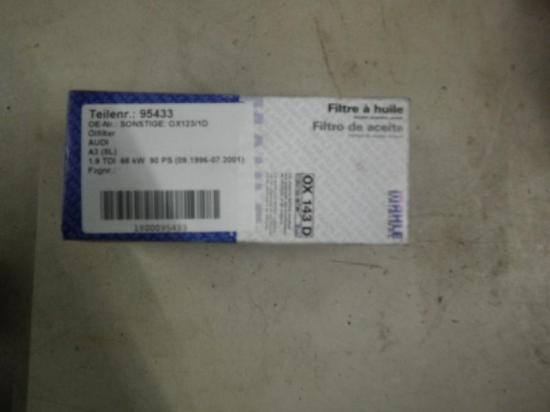 Teilenr.: 95433
OE-Nr.: SONSTIGE: OX123/1D
Ölfilter
AUDI
A3 (8L)
1.9 TDI 66 kW 90 PS (09.1996-07.2001)
Fzgnr.:
1800095433
Filtre à huile
Filtro de aceite
OX 143 D
MAHLE